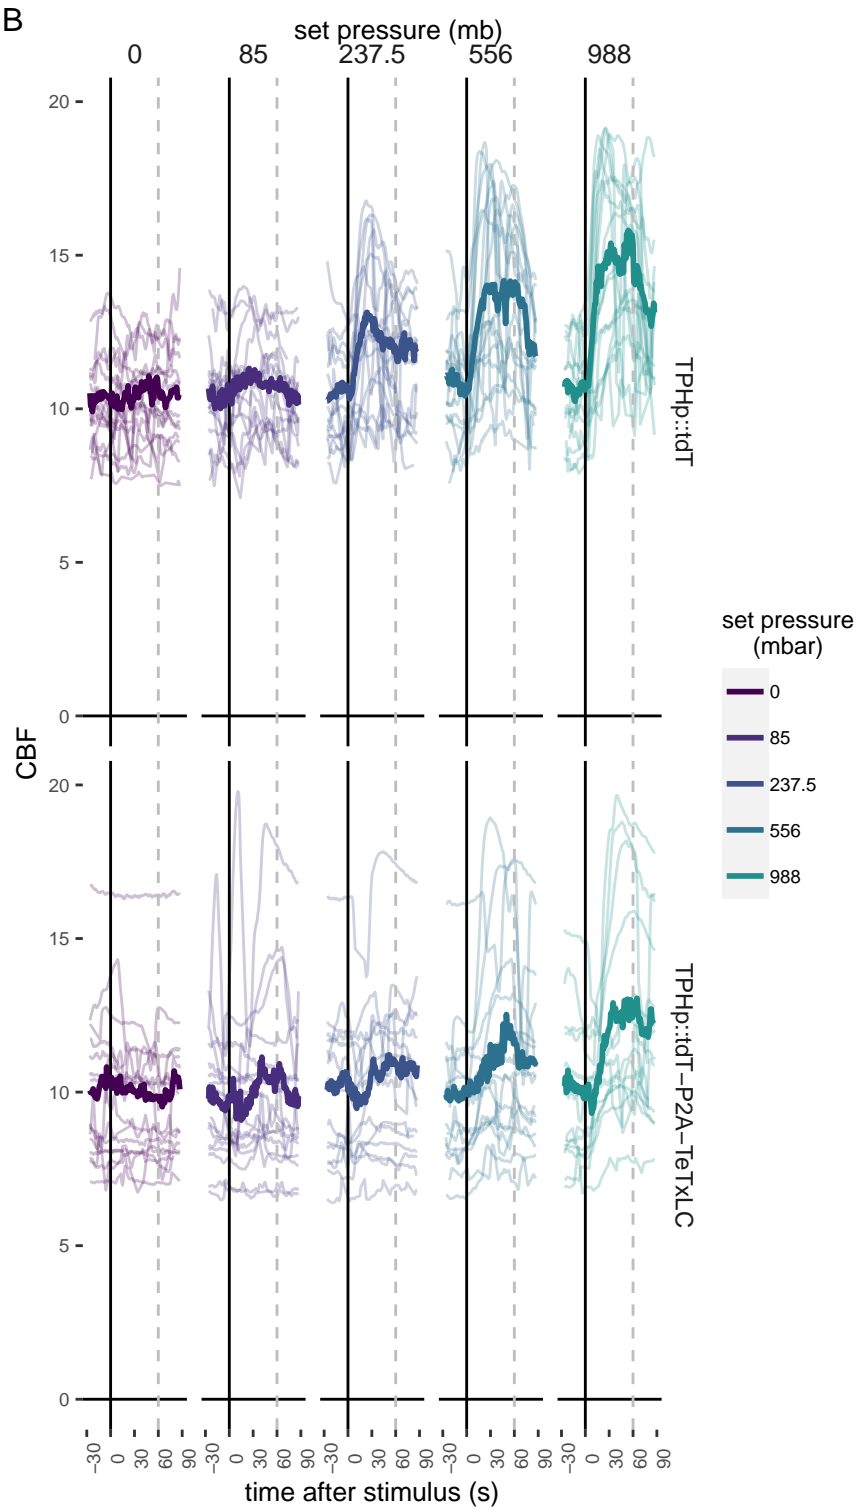 B
set pressure (mb)
0 85 237.5 556 988
20
15
10
5
0
TPHp::tdT
CBF
20
15
10
5
0
TPHp::tdT−P2A−TeTxLC
−30 0 30 60 90 −30 0 30 60 90 −30 0 30 60 90 −30 0 30 60 90 −30 0 30 60 90
time after stimulus (s)
set pressure
(mbar)
0
85
237.5
556
988